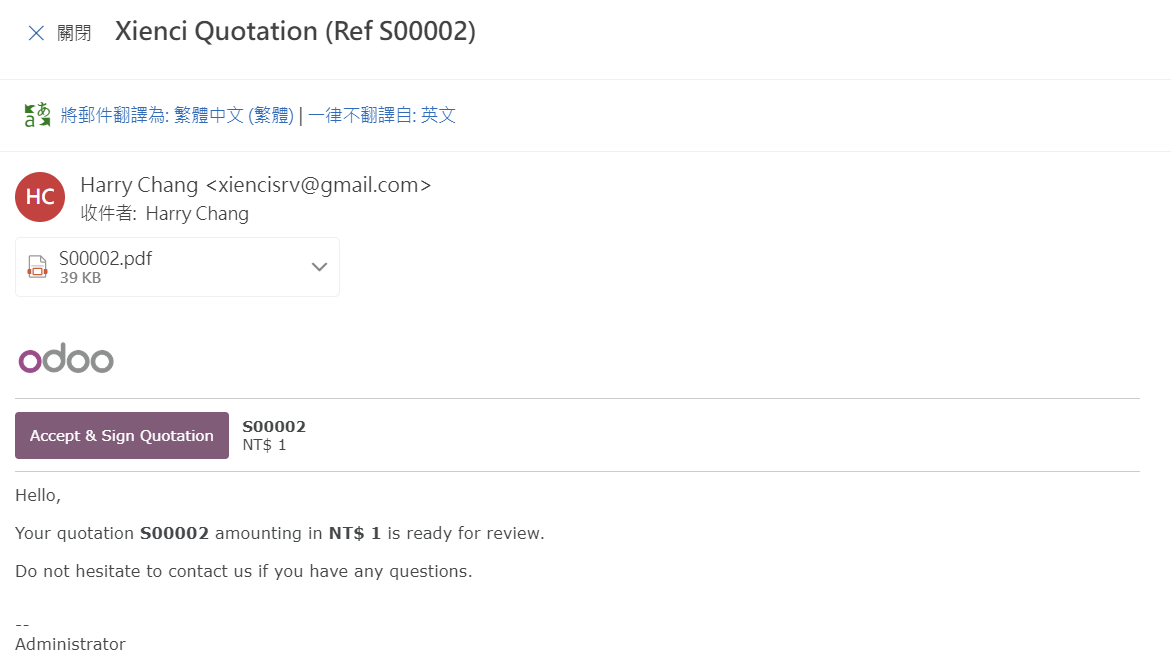 關閉 Xienci Quotation (Ref S00002)
將郵件翻譯為: 繁體中文 (繁體) | 一律不翻譯自: 英文
HC
Harry Chang <xiencisrv@gmail.com>
收件者: Harry Chang
S00002.pdf
39 KB
odoo
Accept & Sign Quotation
S00002
NT$ 1
Hello,
Your quotation S00002 amounting in NT$ 1 is ready for review.
Do not hesitate to contact us if you have any questions.
--
Administrator